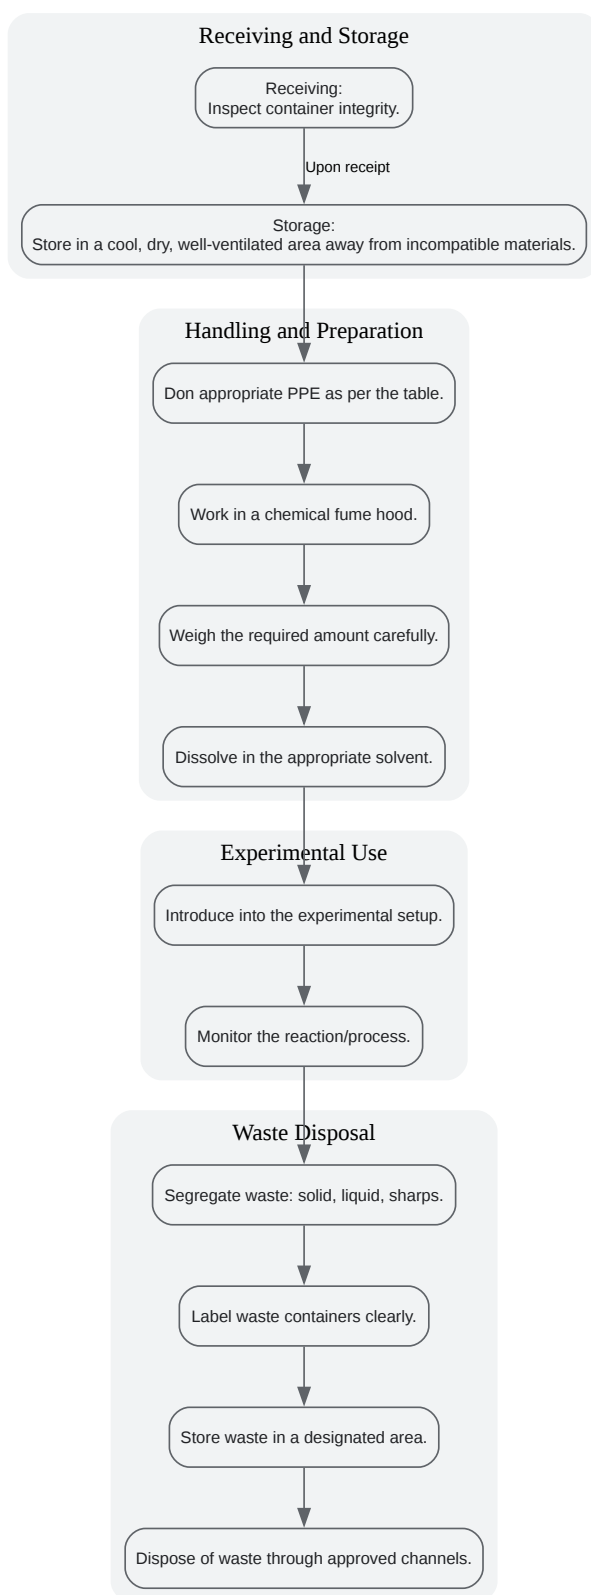 Receiving and Storage
Receiving:
Inspect container integrity.
Upon receipt
Storage:
Store in a cool, dry, well-ventilated area away from incompatible materials.
Handling and Preparation
Don appropriate PPE as per the table.
Work in a chemical fume hood.
Weigh the required amount carefully.
Dissolve in the appropriate solvent.
Experimental Use
Introduce into the experimental setup.
Monitor the reaction/process.
Waste Disposal
Segregate waste: solid, liquid, sharps.
Label waste containers clearly.
Store waste in a designated area.
Dispose of waste through approved channels.